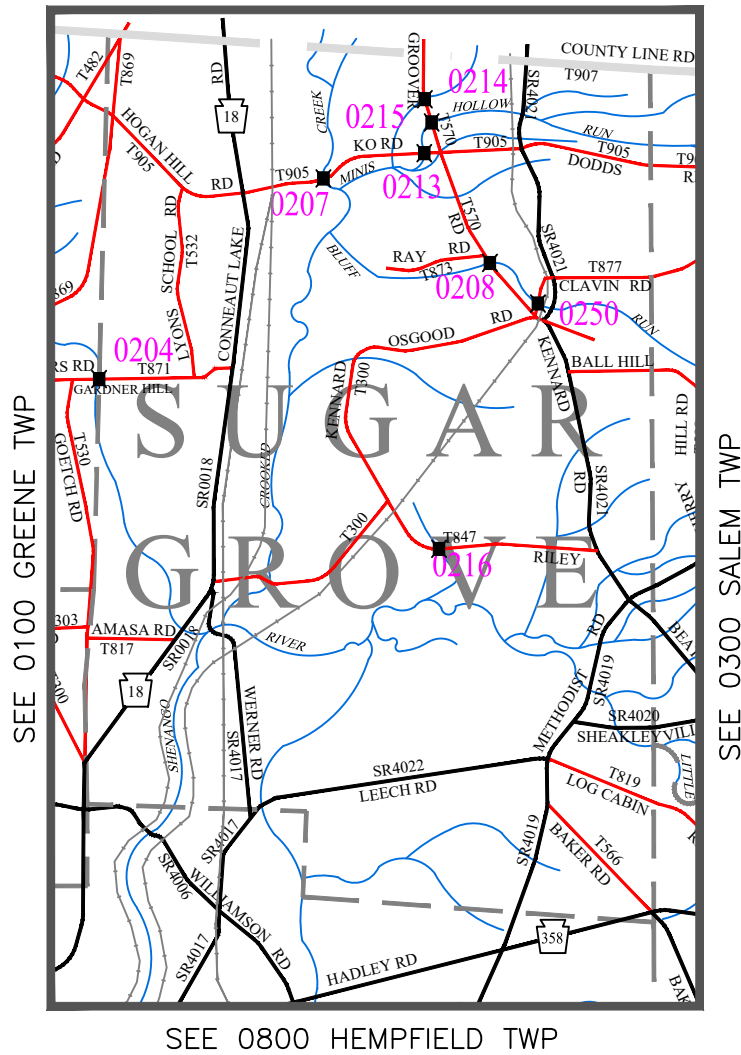 COUNTY LINE RD
T907
T482
T869
RD
18
GROOVER
0214
SR4021
HOLLOW
RUN
0215
T570
CREEK
HOGAN HILL
T905
RD
T905
KO RD
T905
T905
DODDS
MINIS
0213
0207
SCHOOL RD
T532
LYONS
CONNEAUT LAKE
BLUFF
T570
RD
RAY RD
T873
0208
SR4021
T877
CLAVIN RD
0250
RUN
RD
OSGOOD
0204
RS RD
T871
GARDNER HILL
T300
KENNARD
KENNARD
BALL HILL
HILL RD
SUGAR
T530
GOETCH RD
SR0018
CROOKED
RD
SR4021
T300
T847
0216
RILEY
GROVE
AMASA RD
T817
SR0018
RIVER
RD
SR4019
METHODIST
18
SHENANGO
WERNER RD
SR4017
SR4020
SHEAKLEYVILL
LITTLE
SR4022
LEECH RD
T819
LOG CABIN
SR4017
SR4019
T566
BAKER RD
SR4006
WILLIAMSON
RD
SR4017
HADLEY RD
358
SEE 0100 GREENE TWP
SEE 0300 SALEM TWP
SEE 0800 HEMPFIELD TWP